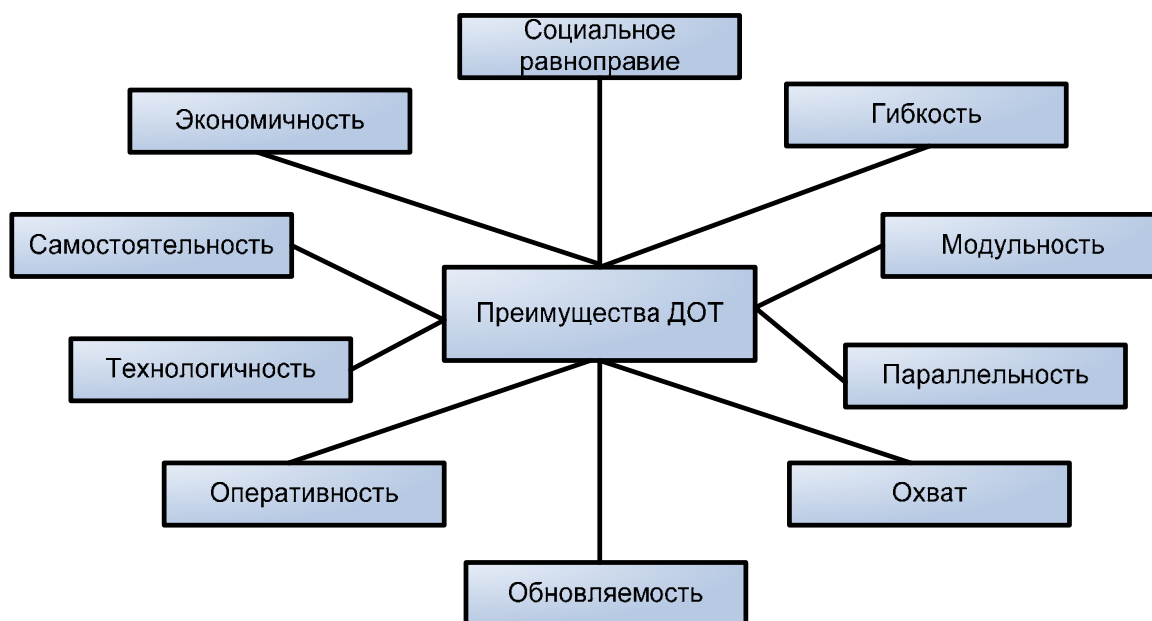 Социальное
равноправие
Экономичность
Гибкость
Самостоятельность
Модульность
Преимущества ДОТ
Технологичность
Параллельность
Оперативность
Охват
Обновляемость